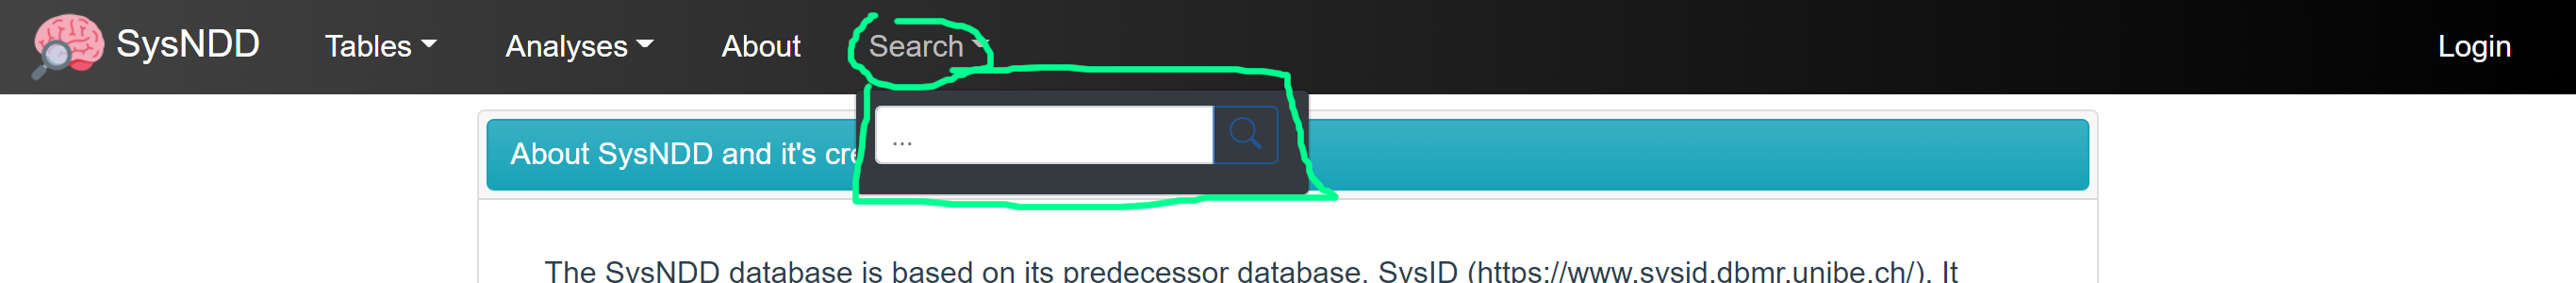 SysNDD Tables Analyses About Search Login
...
About SysNDD and it's cre
The SysNDD database is based on its predecessor database, SysID (https://www.sysid.dbmr.unibe.ch/). It